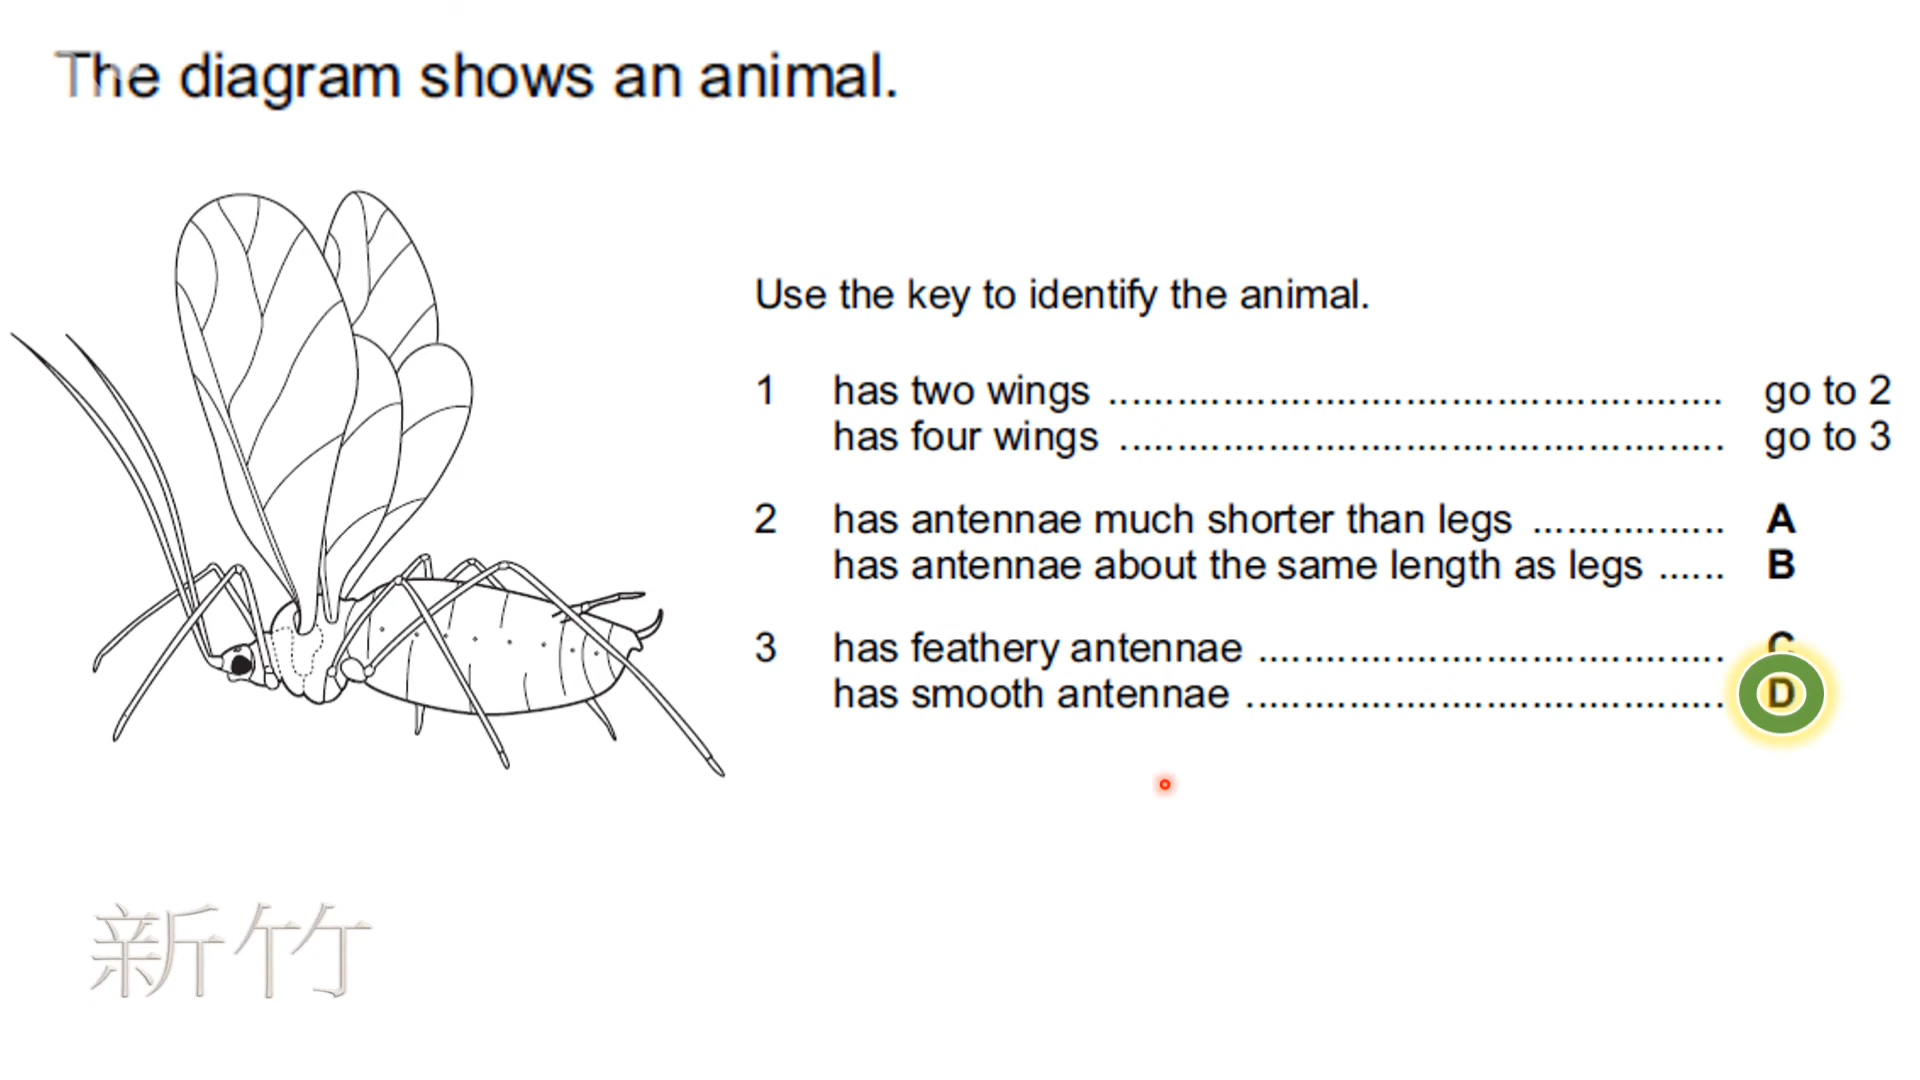 The diagram shows an animal.
Use the key to identify the animal.
1 has two wings ........................................................... go to 2
has four wings .......................................................... go to 3
2 has antennae much shorter than legs .................. A
has antennae about the same length as legs ...... B
3 has feathery antennae ............................................. C
has smooth antennae .............................................. D
新竹